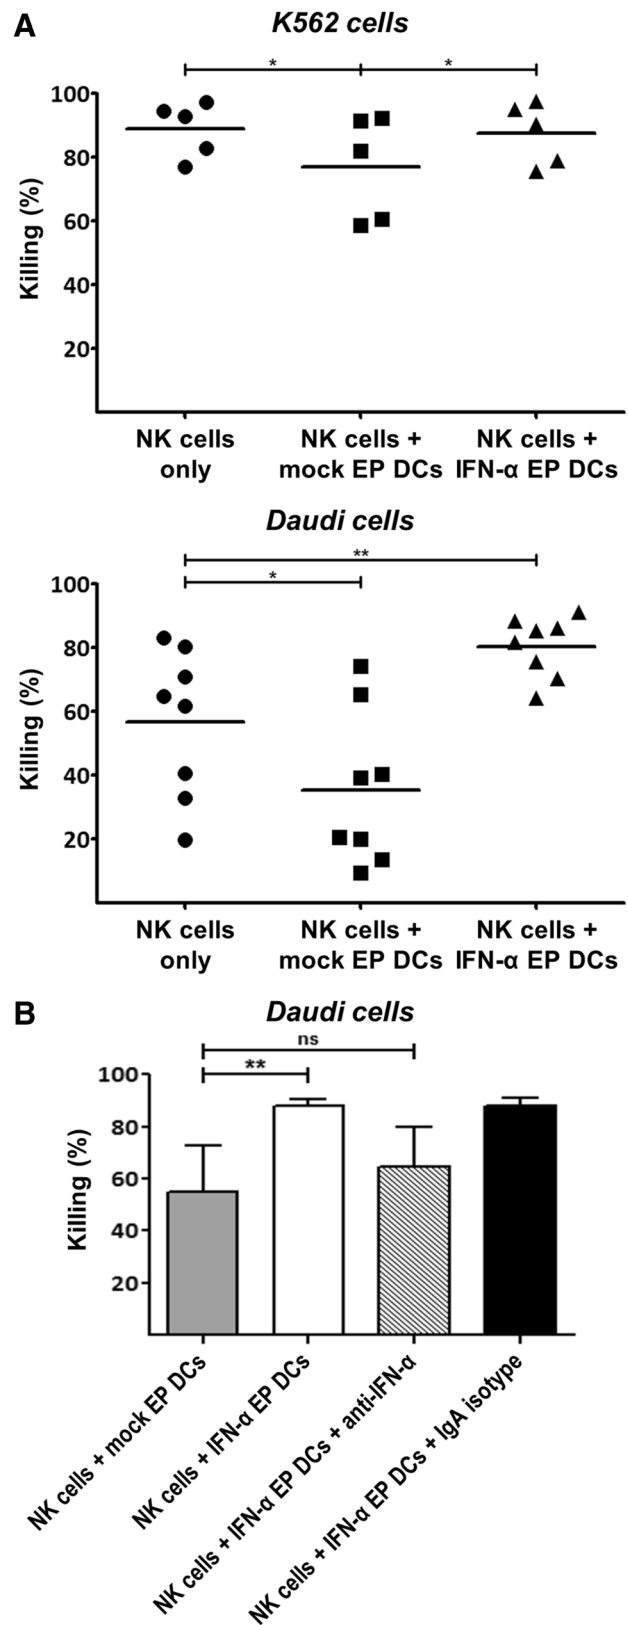 A
K562 cells
* *
100
80
60
40
20
Killing (%)
NK cells only
NK cells + mock EP DCs
NK cells + IFN-α EP DCs
Daudi cells
**
*
100
80
60
40
20
Killing (%)
NK cells only
NK cells + mock EP DCs
NK cells + IFN-α EP DCs
B
Daudi cells
ns
**
100
80
60
40
20
Killing (%)
NK cells + mock EP DCs
NK cells + IFN-α EP DCs
NK cells + IFN-α EP DCs + anti-IFN-α
NK cells + IFN-α EP DCs + IgA isotype